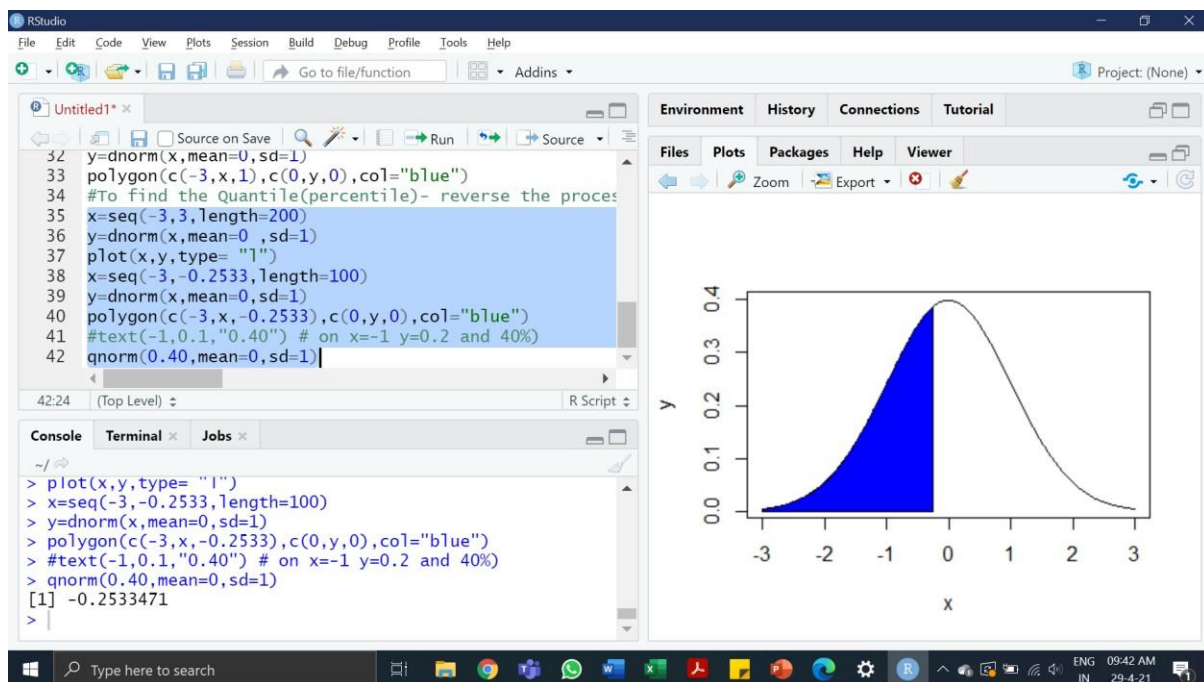 RStudio
File Edit Code View Plots Session Build Debug Profile Tools Help
Go to file/function Addins Project: (None)
Untitled1*
Source on Save Run Source
32 y=dnorm(x,mean=0,sd=1)
33 polygon(c(-3,x,1),c(0,y,0),col="blue")
34 #To find the Quantile(percentile)- reverse the proces
35 x=seq(-3,3,length=200)
36 y=dnorm(x,mean=0 ,sd=1)
37 plot(x,y,type= "l")
38 x=seq(-3,-0.2533,length=100)
39 y=dnorm(x,mean=0,sd=1)
40 polygon(c(-3,x,-0.2533),c(0,y,0),col="blue")
41 #text(-1,0.1,"0.40") # on x=-1 y=0.2 and 40%)
42 qnorm(0.40,mean=0,sd=1)
42:24 (Top Level) R Script
Console Terminal Jobs
~/
> plot(x,y,type= "l")
> x=seq(-3,-0.2533,length=100)
> y=dnorm(x,mean=0,sd=1)
> polygon(c(-3,x,-0.2533),c(0,y,0),col="blue")
> #text(-1,0.1,"0.40") # on x=-1 y=0.2 and 40%)
> qnorm(0.40,mean=0,sd=1)
[1] -0.2533471
>
Environment History Connections Tutorial
Files Plots Packages Help Viewer
Zoom Export
0.4
0.3
0.2
0.1
0.0
y
-3 -2 -1 0 1 2 3
x
Type here to search
ENG 09:42 AM
IN 29-4-21